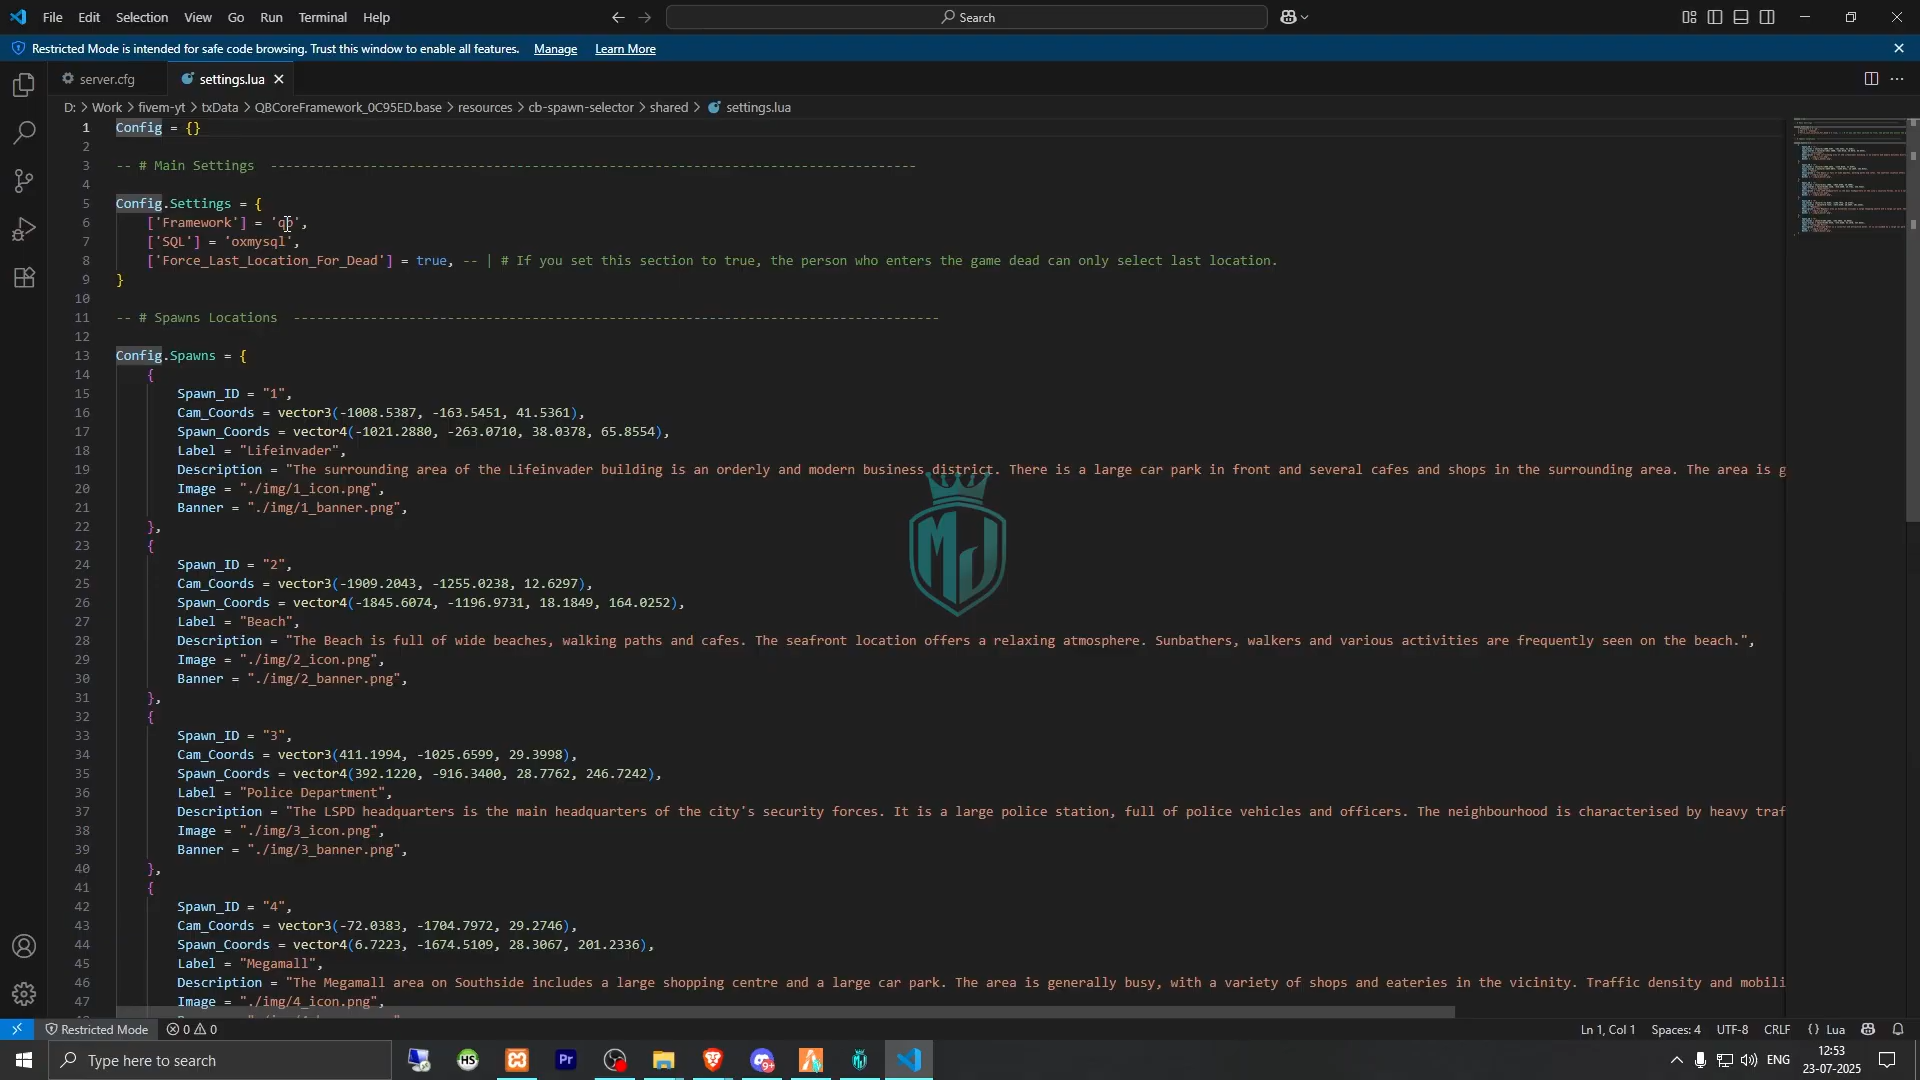 File Edit Selection View Go Run Terminal Help
Search
Restricted Mode is intended for safe code browsing. Trust this window to enable all features. Manage Learn More
server.cfg settings.lua
D: > Work > fivem-yt > txData > QBCoreFramework_0C95ED.base > resources > cb-spawn-selector > shared > settings.lua
1 Config = {}
2
3 -- # Main Settings ------------------------------------------------------------------------------------
4
5 Config.Settings = {
6 ['Framework'] = 'qb',
7 ['SQL'] = 'oxmysql',
8 ['Force_Last_Location_For_Dead'] = true, -- | # If you set this section to true, the person who enters the game dead can only select last location.
9 }
10
11 -- # Spawns Locations ------------------------------------------------------------------------------------
12
13 Config.Spawns = {
14 {
15 Spawn_ID = "1",
16 Cam_Coords = vector3(-1008.5387, -163.5451, 41.5361),
17 Spawn_Coords = vector4(-1021.2880, -263.0710, 38.0378, 65.8554),
18 Label = "Lifeinvader",
19 Description = "The surrounding area of the Lifeinvader building is an orderly and modern business district. There is a large car park in front and several cafes and shops in the surrounding area. The area is g
20 Image = "./img/1_icon.png",
21 Banner = "./img/1_banner.png",
22 },
23 {
24 Spawn_ID = "2",
25 Cam_Coords = vector3(-1909.2043, -1255.0238, 12.6297),
26 Spawn_Coords = vector4(-1845.6074, -1196.9731, 18.1849, 164.0252),
27 Label = "Beach",
28 Description = "The Beach is full of wide beaches, walking paths and cafes. The seafront location offers a relaxing atmosphere. Sunbathers, walkers and various activities are frequently seen on the beach.",
29 Image = "./img/2_icon.png",
30 Banner = "./img/2_banner.png",
31 },
32 {
33 Spawn_ID = "3",
34 Cam_Coords = vector3(411.1994, -1025.6599, 29.3998),
35 Spawn_Coords = vector4(392.1220, -916.3400, 28.7762, 246.7242),
36 Label = "Police Department",
37 Description = "The LSPD headquarters is the main headquarters of the city's security forces. It is a large police station, full of police vehicles and officers. The neighbourhood is characterised by heavy traf
38 Image = "./img/3_icon.png",
39 Banner = "./img/3_banner.png",
40 },
41 {
42 Spawn_ID = "4",
43 Cam_Coords = vector3(-72.0383, -1704.7972, 29.2746),
44 Spawn_Coords = vector4(6.7223, -1674.5109, 28.3067, 201.2336),
45 Label = "Megamall",
46 Description = "The Megamall area on Southside includes a large shopping centre and a large car park. The area is generally busy, with a variety of shops and eateries in the vicinity. Traffic density and mobili
47 Image = "./img/4_icon.png",
MJ
Restricted Mode 0 0 Ln 1, Col 1 Spaces: 4 UTF-8 CRLF {} Lua
Type here to search HS Pr 9+ ENG 12:53
23-07-2025